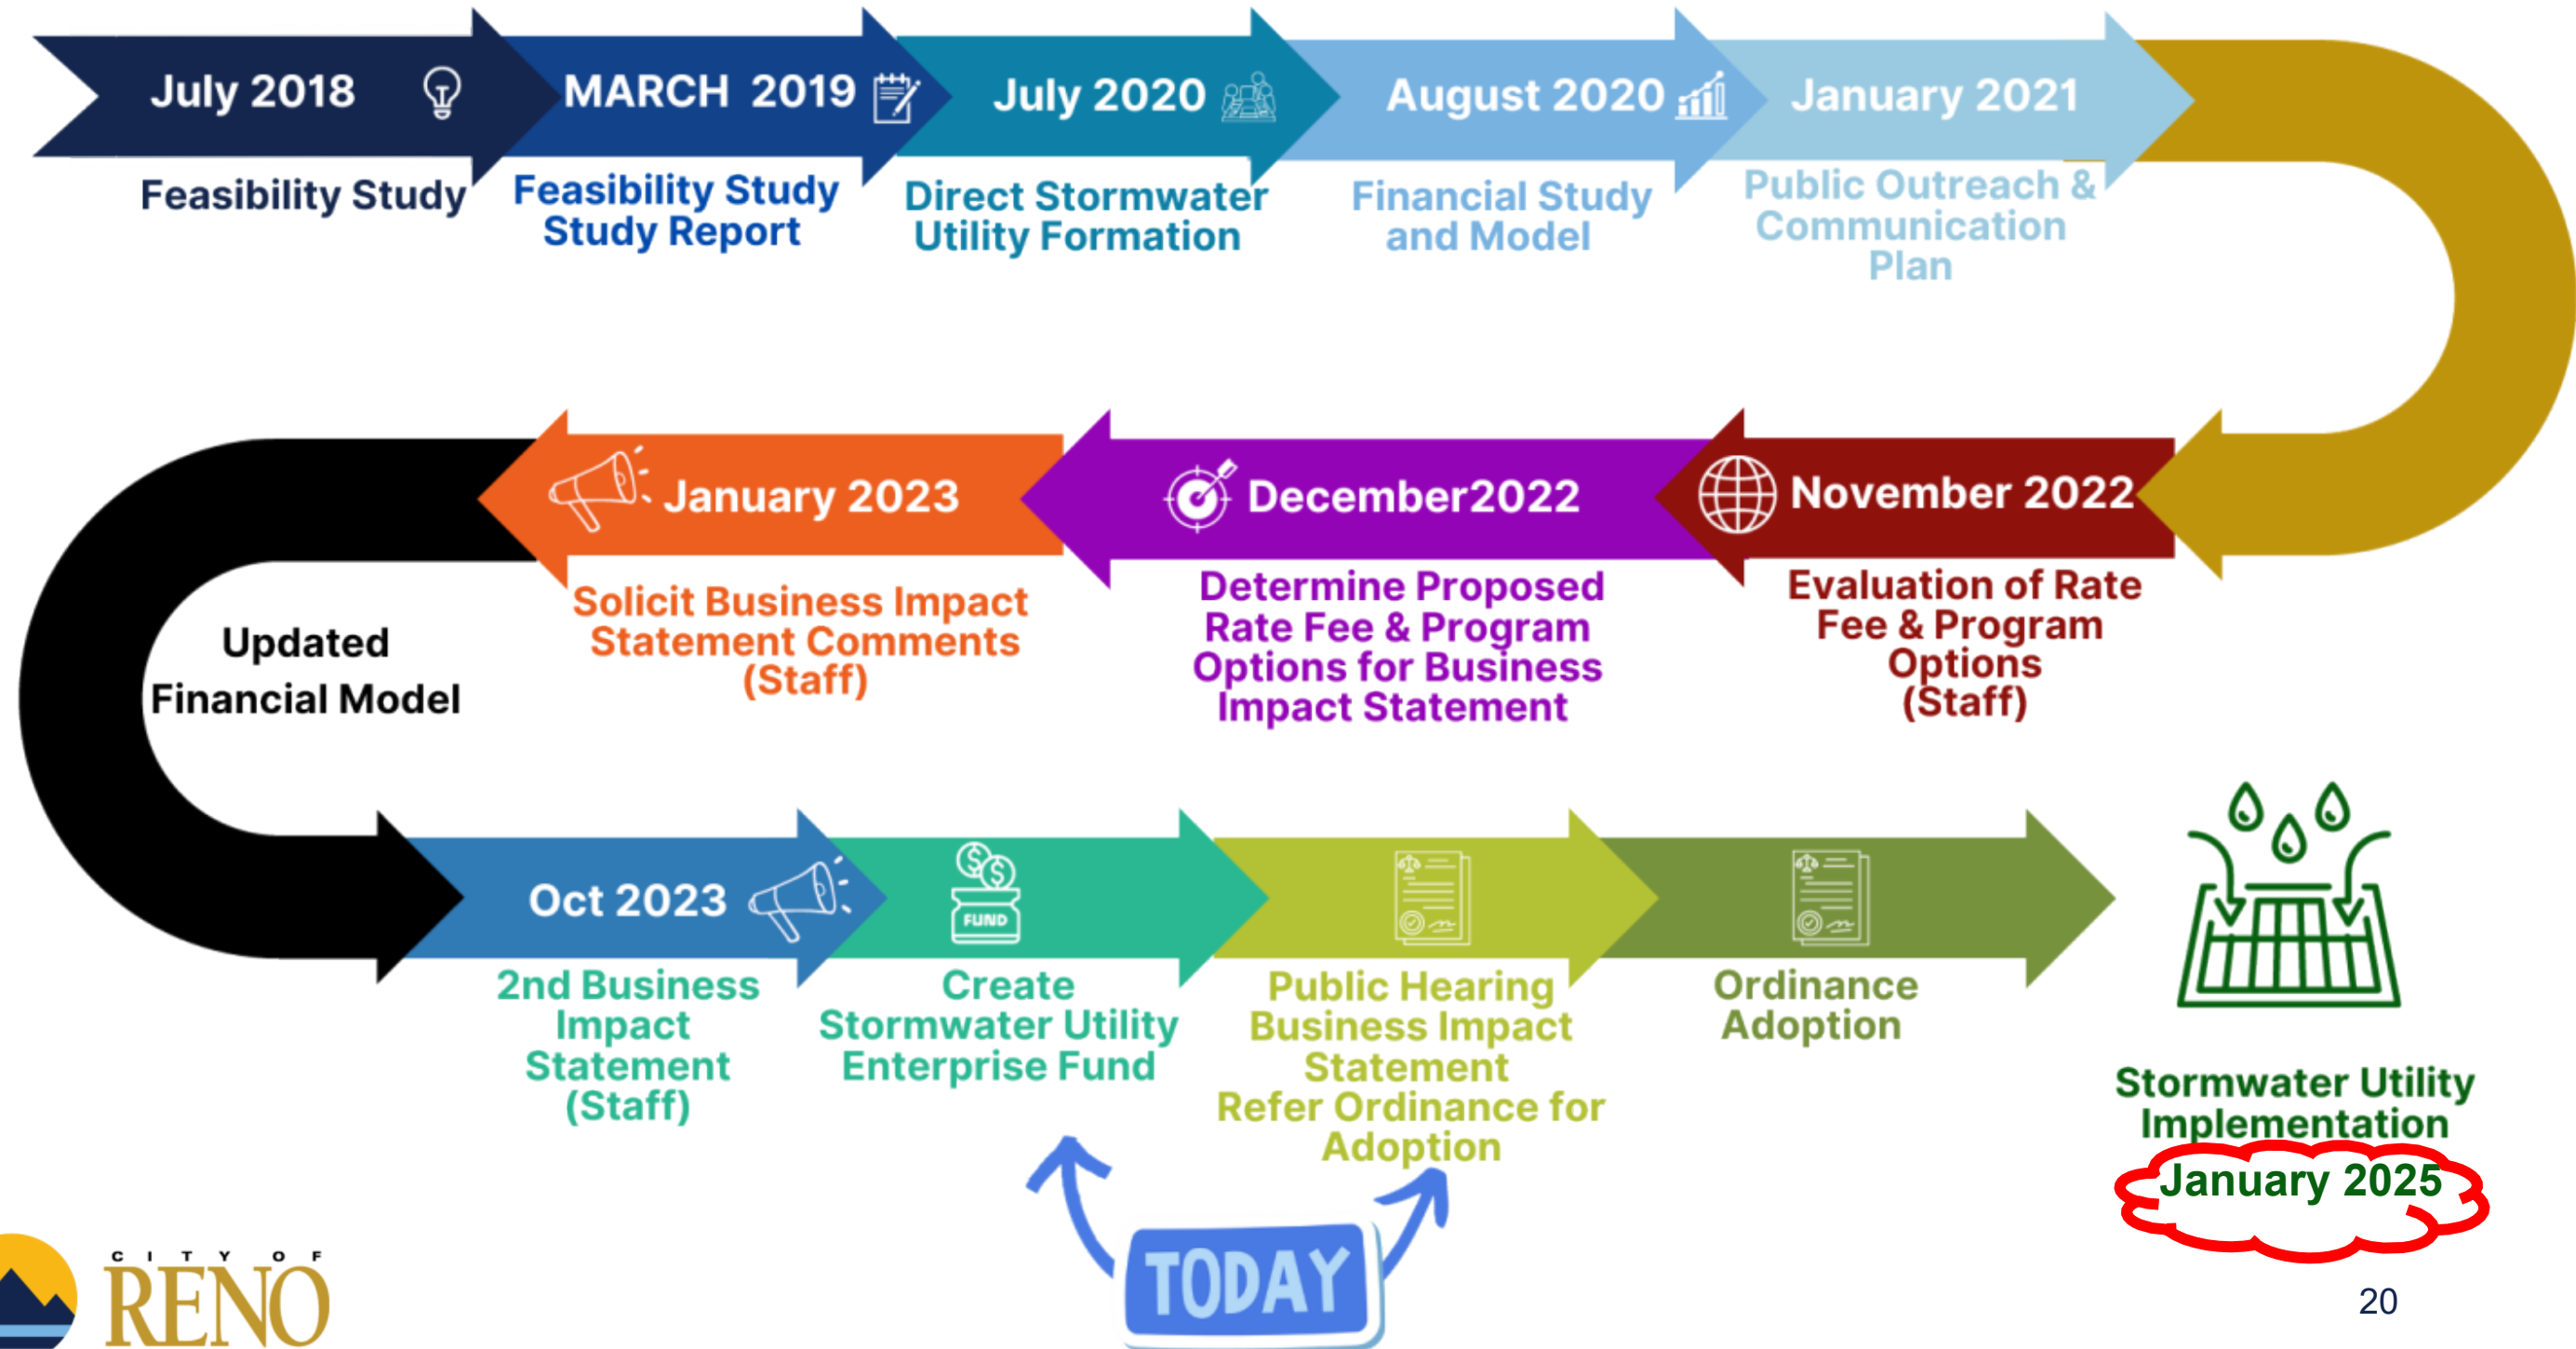 July 2018
MARCH 2019
July 2020
August 2020
January 2021
Feasibility Study
Feasibility Study
Study Report
Direct Stormwater
Utility Formation
Financial Study
and Model
Public Outreach &
Communication
Plan
November 2022
Evaluation of Rate
Fee & Program
Options
(Staff)
December2022
Determine Proposed
Rate Fee & Program
Options for Business
Impact Statement
January 2023
Solicit Business Impact
Statement Comments
(Staff)
Updated
Financial Model
Oct 2023
2nd Business
Impact
Statement
(Staff)
FUND
Create
Stormwater Utility
Enterprise Fund
Public Hearing
Business Impact
Statement
Refer Ordinance for
Adoption
Ordinance
Adoption
Stormwater Utility
Implementation
January 2025
TODAY
CITY OF
RENO
20